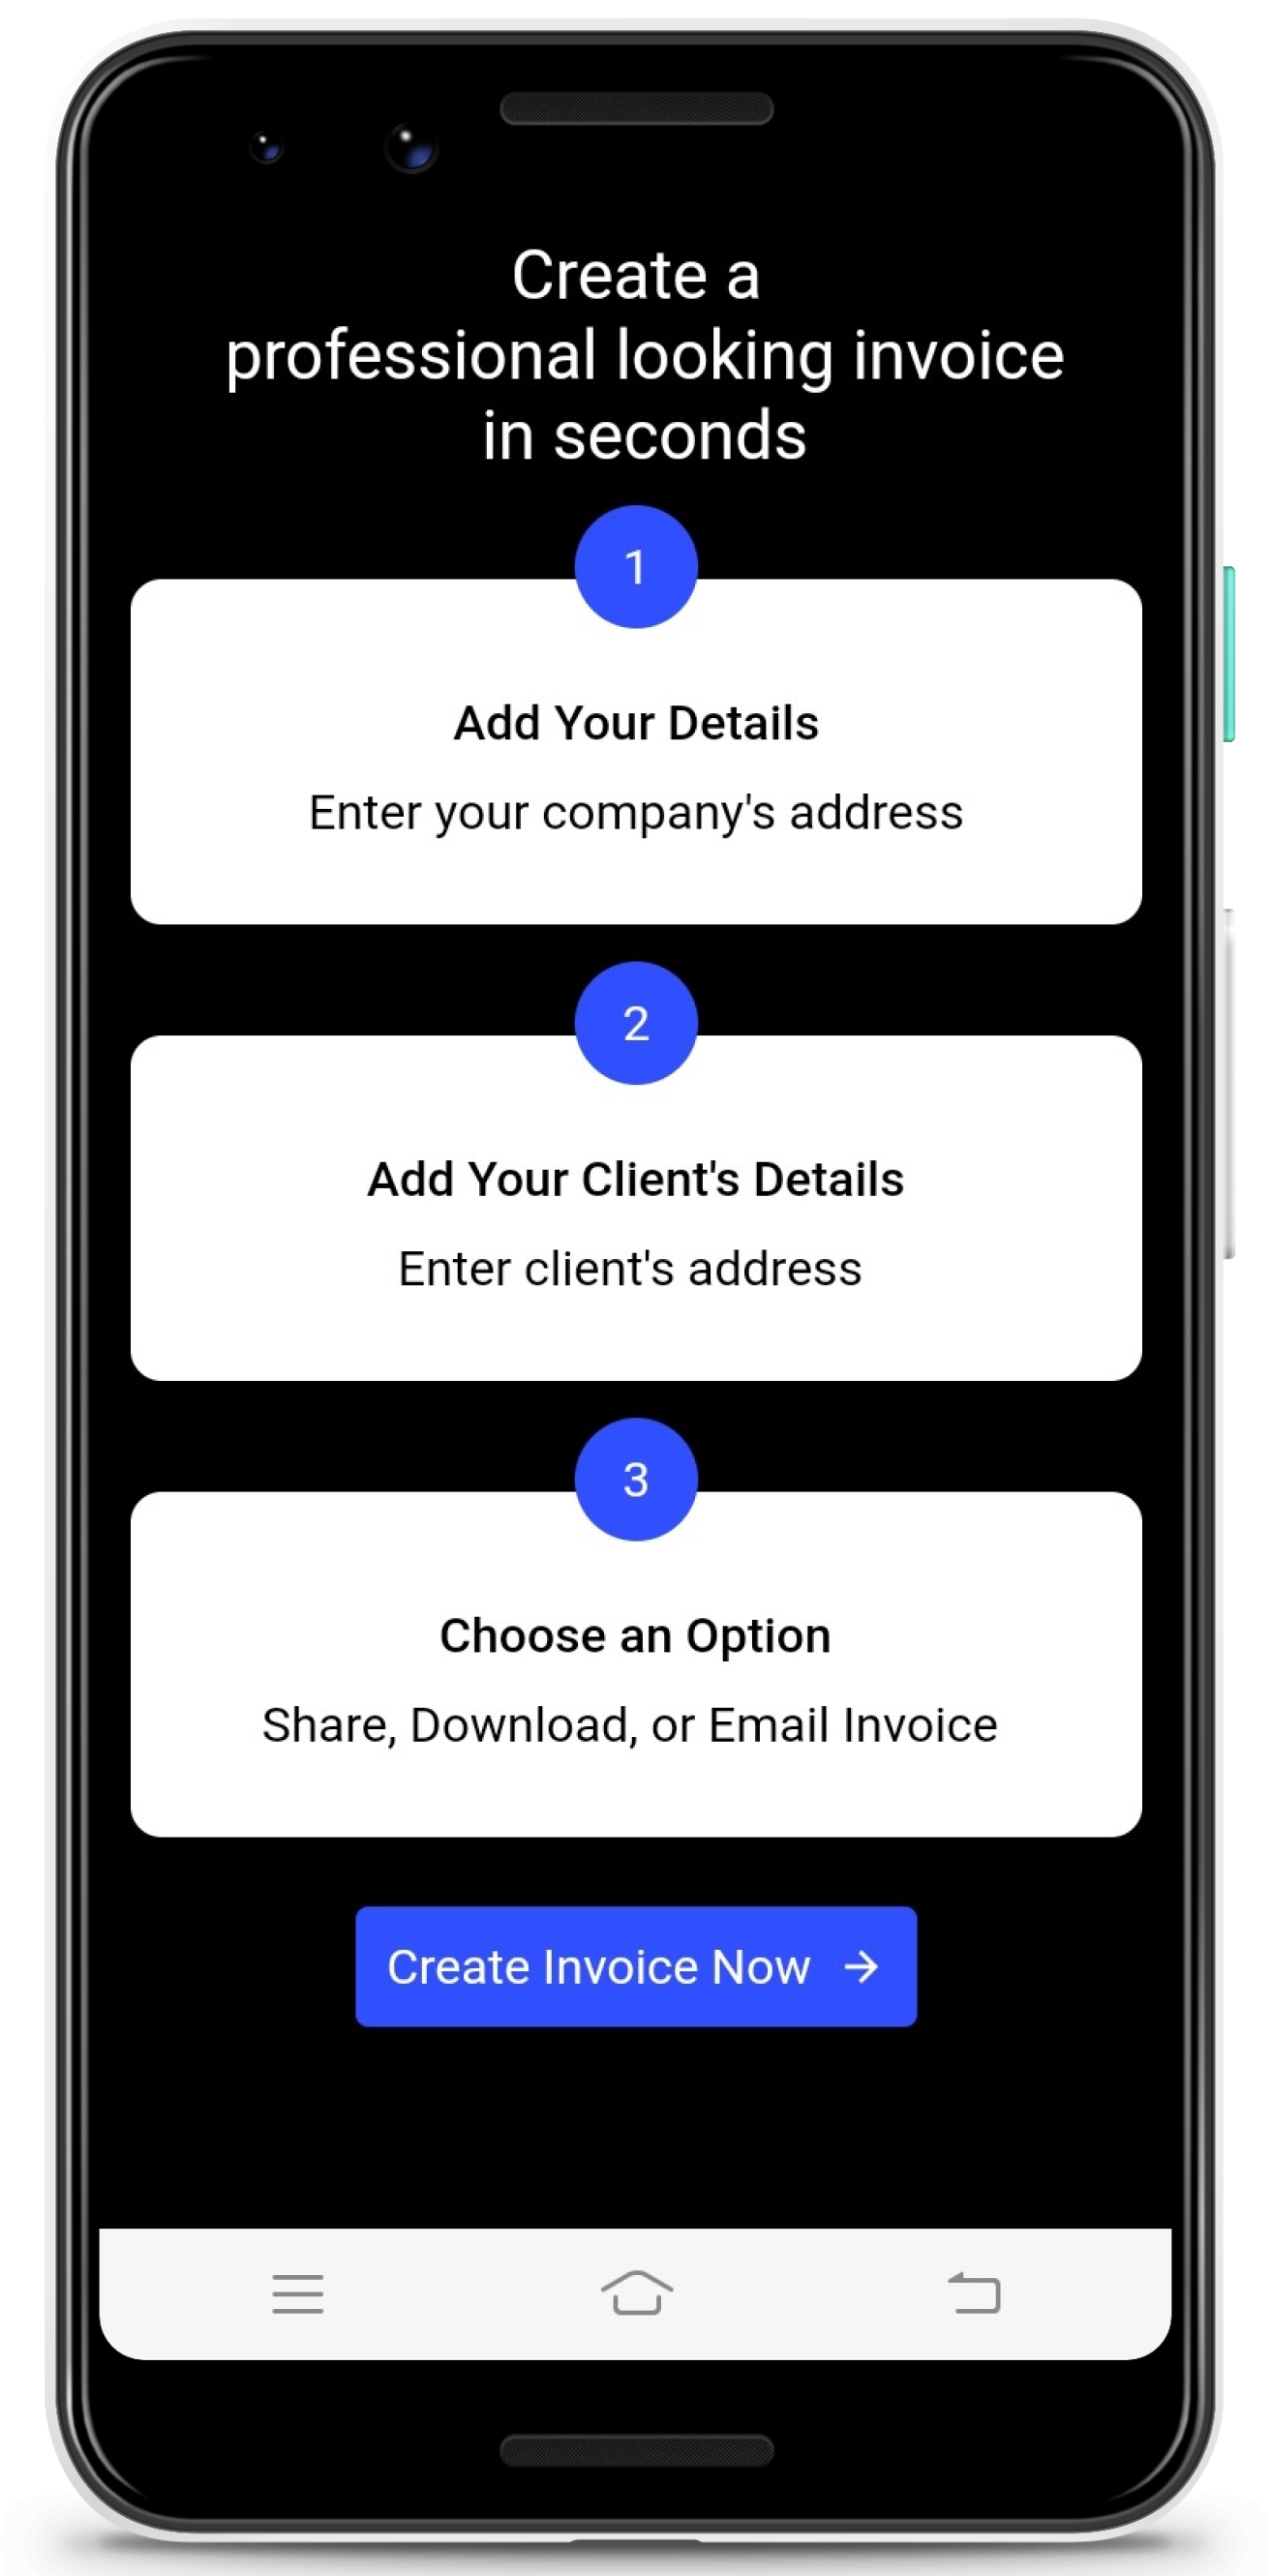 Create a
professional looking invoice
in seconds
1
Add Your Details
Enter your company's address
2
Add Your Client's Details
Enter client's address
3
Choose an Option
Share, Download, or Email Invoice
Create Invoice Now →